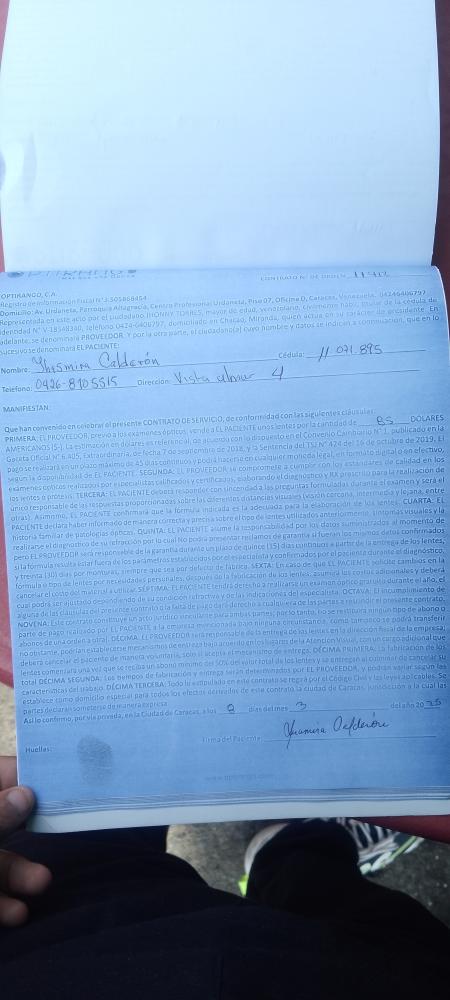 OPTIRANGO
CONTRATO N° DE ORDEN
OPTIRANGO, C.A.
Registro de Información Fiscal N° J-505868454
Domicilio: Av. Urdaneta, Parroquia Altagracia, Centro Profesional Urdaneta, Piso 07, Oficina D, Caracas, Venezuela. 04246406797
Representada en este acto por el ciudadano JHONNY TORRES, mayor de edad, venezolano, civilmente hábil, titular de la cédula de
identidad N° V-18548340, teléfono 0424-6406797, domiciliado en Chacao, Miranda, quien actúa en su carácter de presidente. En
adelante, se denominará PROVEEDOR. Y por la otra parte, el ciudadano(a) cuyo nombre y datos se indican a continuación, que en lo
sucesivo se denominará EL PACIENTE:
Nombre: Yhismira Calderón Cédula: 11 071.895
Teléfono: 0426-8105515 Dirección: Vista 4
MANIFIESTAN:
Que han convenido en celebrar el presente CONTRATO DE SERVICIO, de conformidad con las siguientes cláusulas:
PRIMERA: EL PROVEEDOR, previo a los exámenes ópticos, vende a EL PACIENTE unos lentes por la cantidad de 85 DÓLARES
AMERICANOS ($-). La estimación en dólares es referencial, de acuerdo con lo dispuesto en el Convenio Cambiario N°1, publicado en la
Gaceta Oficial N° 6.405, Extraordinaria, de fecha 7 de septiembre de 2018, y la Sentencia del TSJ N° 424 del 16 de octubre de 2019. El
pago se realizará en un plazo máximo de 45 días continuos y podrá hacerse en cualquier moneda legal, en formato digital o en efectivo,
según la disponibilidad de EL PACIENTE. SEGUNDA: EL PROVEEDOR se compromete a cumplir con los estándares de calidad en los
exámenes ópticos realizados por especialistas calificados y certificados, elaborando el diagnóstico y RX preciso para la realización de
los lentes o prótesis. TERCERA: EL PACIENTE deberá responder con sinceridad a las preguntas formuladas durante el examen y será el
único responsable de las respuestas proporcionadas sobre las diferentes distancias visuales (visión cercana, intermedia y lejana, entre
otras). Asimismo, EL PACIENTE confirmará que la fórmula indicada es la adecuada para la elaboración de los lentes. CUARTA: EL
PACIENTE declara haber informado de manera correcta y precisa sobre el tipo de lentes utilizados anteriormente, síntomas visuales y la
historia familiar de patologías ópticas. QUINTA: EL PACIENTE asume la responsabilidad por los datos suministrados al momento de
realizarse el diagnóstico de su refracción por lo cual no podrá presentar reclamos de garantía si fueran los mismos datos confirmados
pero EL PROVEEDOR será responsable de la garantía durante un plazo de quince (15) días continuos a partir de la entrega de los lentes,
si la fórmula está fuera de los parámetros establecidos por el especialista y confirmados por el paciente durante el diagnóstico,
y treinta (30) días por monturas, siempre que sea por defecto de fábrica. SEXTA: En caso de que EL PACIENTE solicite cambios en la
fórmula o tipo de lentes por necesidades personales, después de la fabricación de los lentes, asumirá los costos adicionales y deberá
cancelar el costo del material a utilizar. SÉPTIMA: EL PACIENTE tendrá derecho a realizarse un examen óptico gratuito durante el año, el
cual podrá ser ajustado dependiendo de su condición refractiva y de las indicaciones del especialista. OCTAVA: El incumplimiento de
alguna de las cláusulas del presente contrato o la falta de pago dará derecho a cualquiera de las partes a rescindir el presente contrato.
NOVENA: Este contrato constituye un acto jurídico vinculante para ambas partes; por lo tanto, no se restituirá ningún tipo de abono o
parte de pago realizado por EL PACIENTE a la empresa mencionada bajo ninguna circunstancia, como tampoco se podrá transferir
abonos de una orden a otra. DÉCIMA: EL PROVEEDOR será responsable de la entrega de los lentes en la dirección fiscal de la empresa,
no obstante, podrían establecerse mecanismos de entrega bajo acuerdo en los lugares de la Atención Visual, con un cargo adicional que
deberá cancelar el paciente de manera voluntaria, solo si acepta el mecanismo de entrega. DÉCIMA PRIMERA: La fabricación de los
lentes comenzará una vez que se reciba un abono mínimo del 50% del valor total de los lentes y se entregan al culminar de cancelar su
total DÉCIMA SEGUNDA: Los tiempos de fabricación y entrega serán determinados por EL PROVEEDOR, y podrán variar según las
características del trabajo. DÉCIMA TERCERA: Todo lo estipulado en este contrato se regirá por el Código Civil y las leyes aplicables. Se
establece como domicilio especial para todos los efectos derivados de este contrato la ciudad de Caracas, jurisdicción a la cual las
partes declaran someterse de manera expresa.
Así lo confirmo, por vía privada, en la Ciudad de Caracas, a los 8 días del mes 3 del año 2025
Firma del Paciente: Yhismira Calderón
Huellas:
www.optirango.com